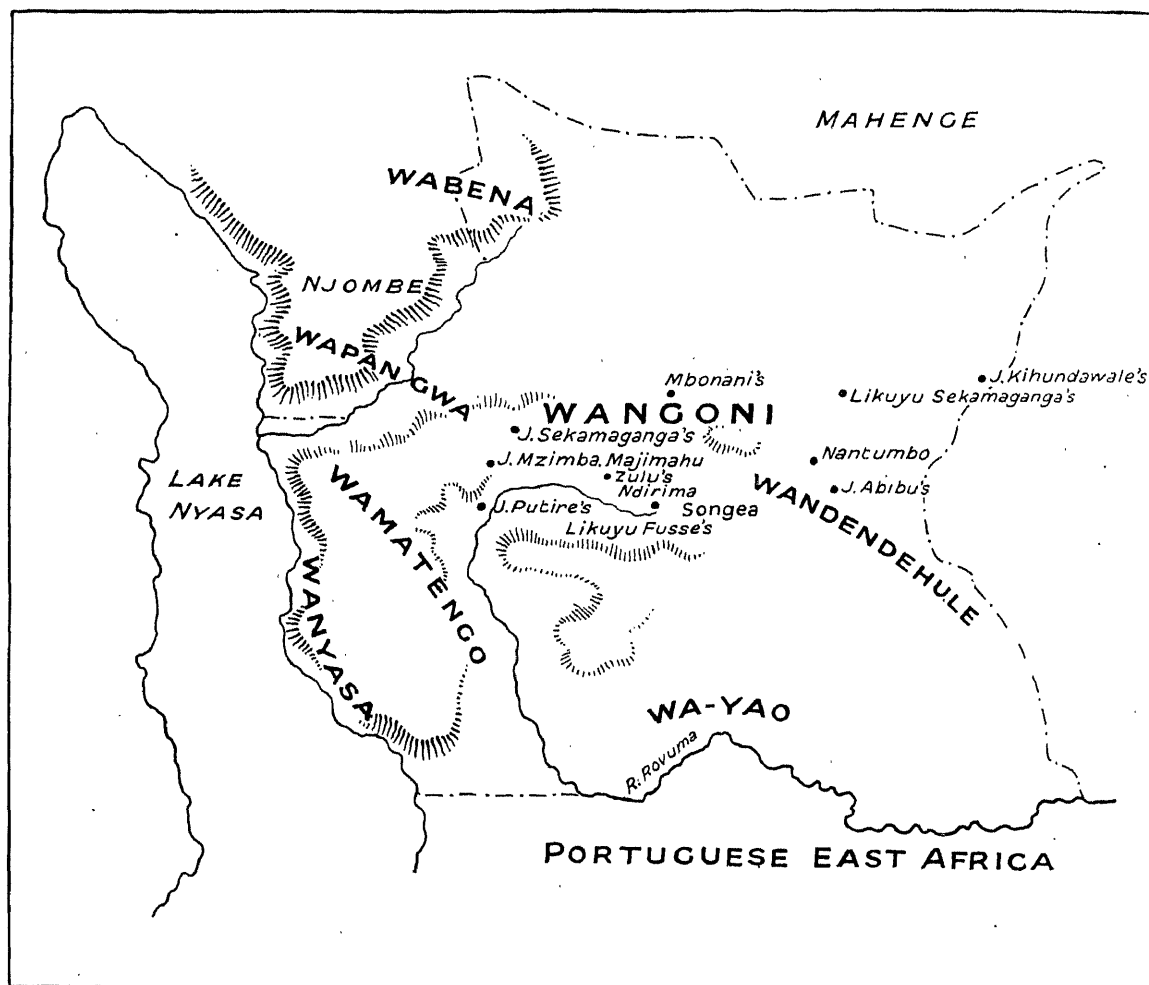 MAHENGE
WABENA
NJOMBE
WAPANGWA
Mbonani's
J. Kihundawale's
Likuyu Sekamaganga's
WANGONI
J. Sekamaganga's
Nantumbo
J. Mzimba. Majimahu
Zulu's
J. Abibu's
LAKE
NYASA
WAMATENGO
Ndirima
WANDENDEHULE
J. Putire's
Songea
Likuyu Fusse's
WANYASA
WA-YAO
R: Rovuma
PORTUGUESE EAST AFRICA